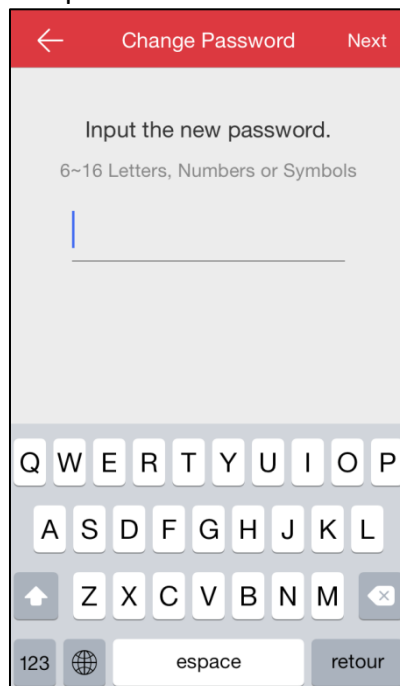 Change Password Next
Input the new password.
6~16 Letters, Numbers or Symbols
Q W E R T Y U I O P
A S D F G H J K L
Z X C V B N M
123 espace retour